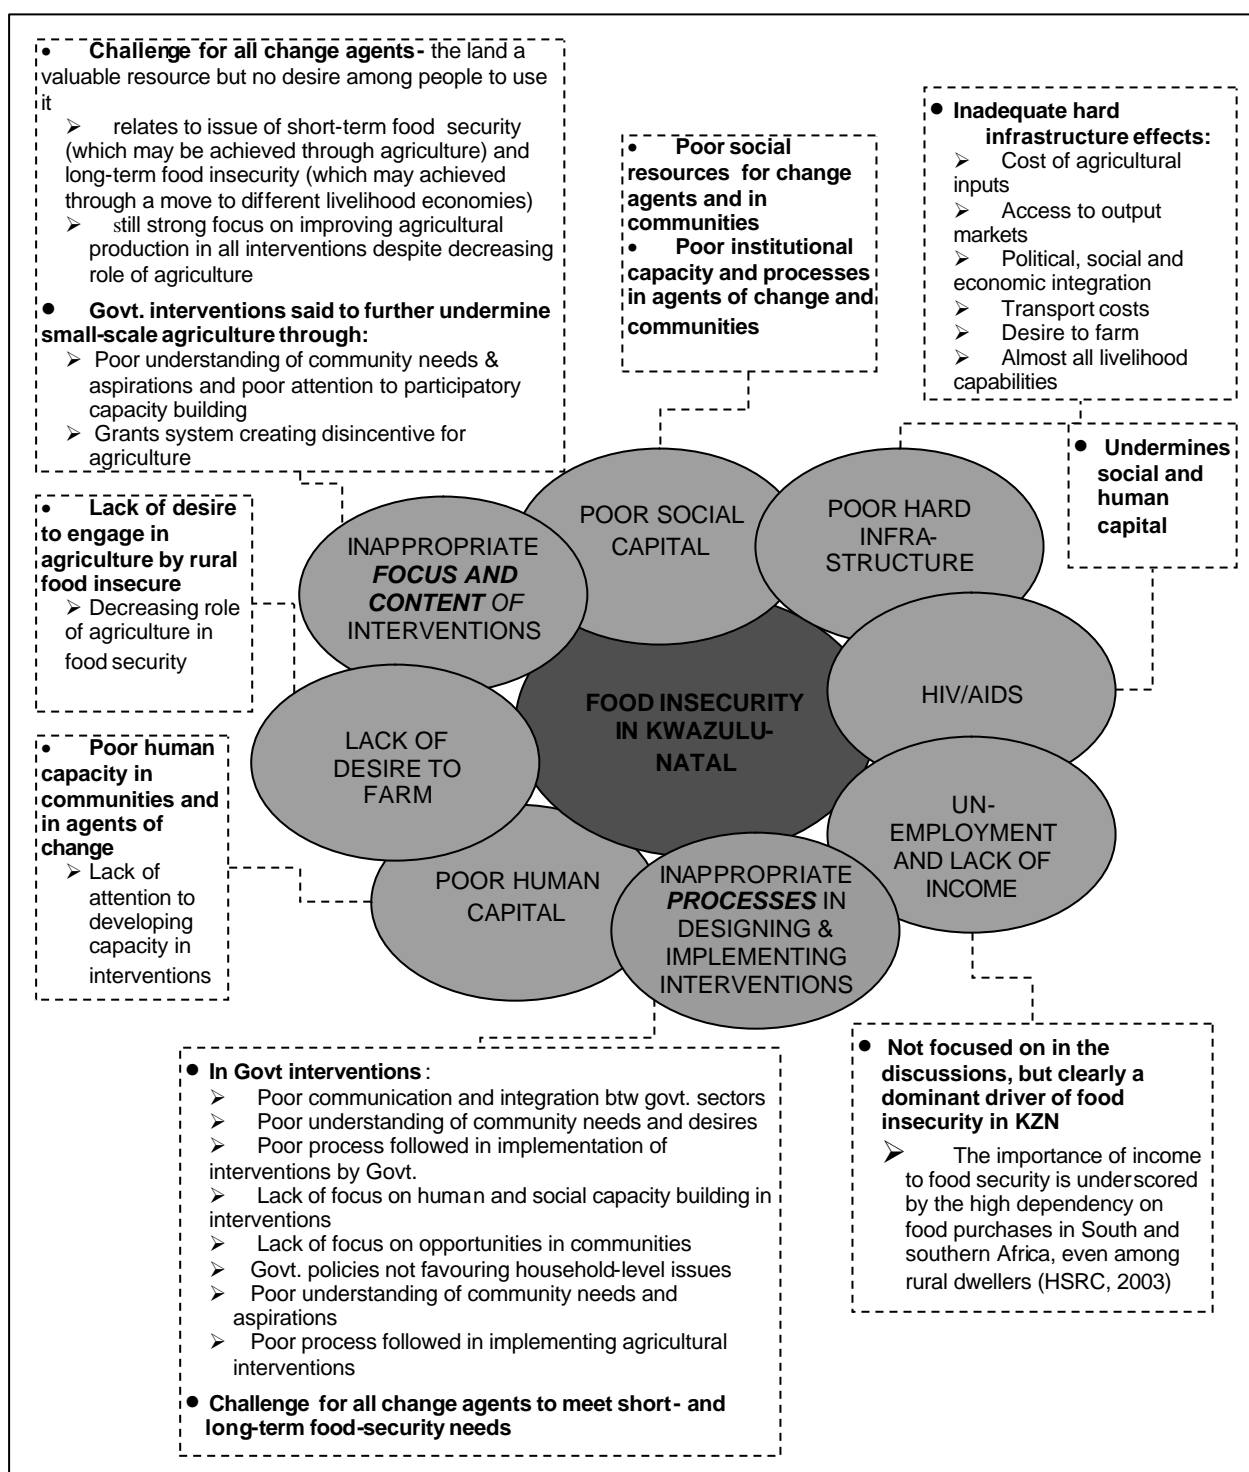 • Challenge for all change agents- the land a
valuable resource but no desire among people to use
it
➢ relates to issue of short-term food security
(which may be achieved through agriculture) and
long-term food insecurity (which may achieved
through a move to different livelihood economies)
➢ still strong focus on improving agricultural
production in all interventions despite decreasing
role of agriculture
• Govt. interventions said to further undermine
small-scale agriculture through:
➢ Poor understanding of community needs &
aspirations and poor attention to participatory
capacity building
➢ Grants system creating disincentive for
agriculture
• Poor social
resources for change
agents and in
communities
• Poor institutional
capacity and processes
in agents of change and
communities
• Inadequate hard
infrastructure effects:
➢ Cost of agricultural
inputs
➢ Access to output
markets
➢ Political, social and
economic integration
➢ Transport costs
➢ Desire to farm
➢ Almost all livelihood
capabilities
• Undermines
social and
human
capital
• Lack of desire
to engage in
agriculture by rural
food insecure
➢ Decreasing role
of agriculture in
food security
• Poor human
capacity in
communities and
in agents of
change
➢ Lack of
attention to
developing
capacity in
interventions
INAPPROPRIATE
FOCUS AND
CONTENT OF
INTERVENTIONS
POOR SOCIAL
CAPITAL
POOR HARD
INFRA-
STRUCTURE
HIV/AIDS
FOOD INSECURITY
IN KWAZULU-
NATAL
LACK OF
DESIRE TO
FARM
UN-
EMPLOYMENT
AND LACK OF
INCOME
POOR HUMAN
CAPITAL
INAPPROPRIATE
PROCESSES IN
DESIGNING &
IMPLEMENTING
INTERVENTIONS
• In Govt interventions:
➢ Poor communication and integration btw govt. sectors
➢ Poor understanding of community needs and desires
➢ Poor process followed in implementation of
interventions by Govt.
➢ Lack of focus on human and social capacity building in
interventions
➢ Lack of focus on opportunities in communities
➢ Govt. policies not favouring household-level issues
➢ Poor understanding of community needs and
aspirations
➢ Poor process followed in implementing agricultural
interventions
• Challenge for all change agents to meet short- and
long-term food-security needs
• Not focused on in the
discussions, but clearly a
dominant driver of food
insecurity in KZN
➢ The importance of income
to food security is underscored
by the high dependency on
food purchases in South and
southern Africa, even among
rural dwellers (HSRC, 2003)